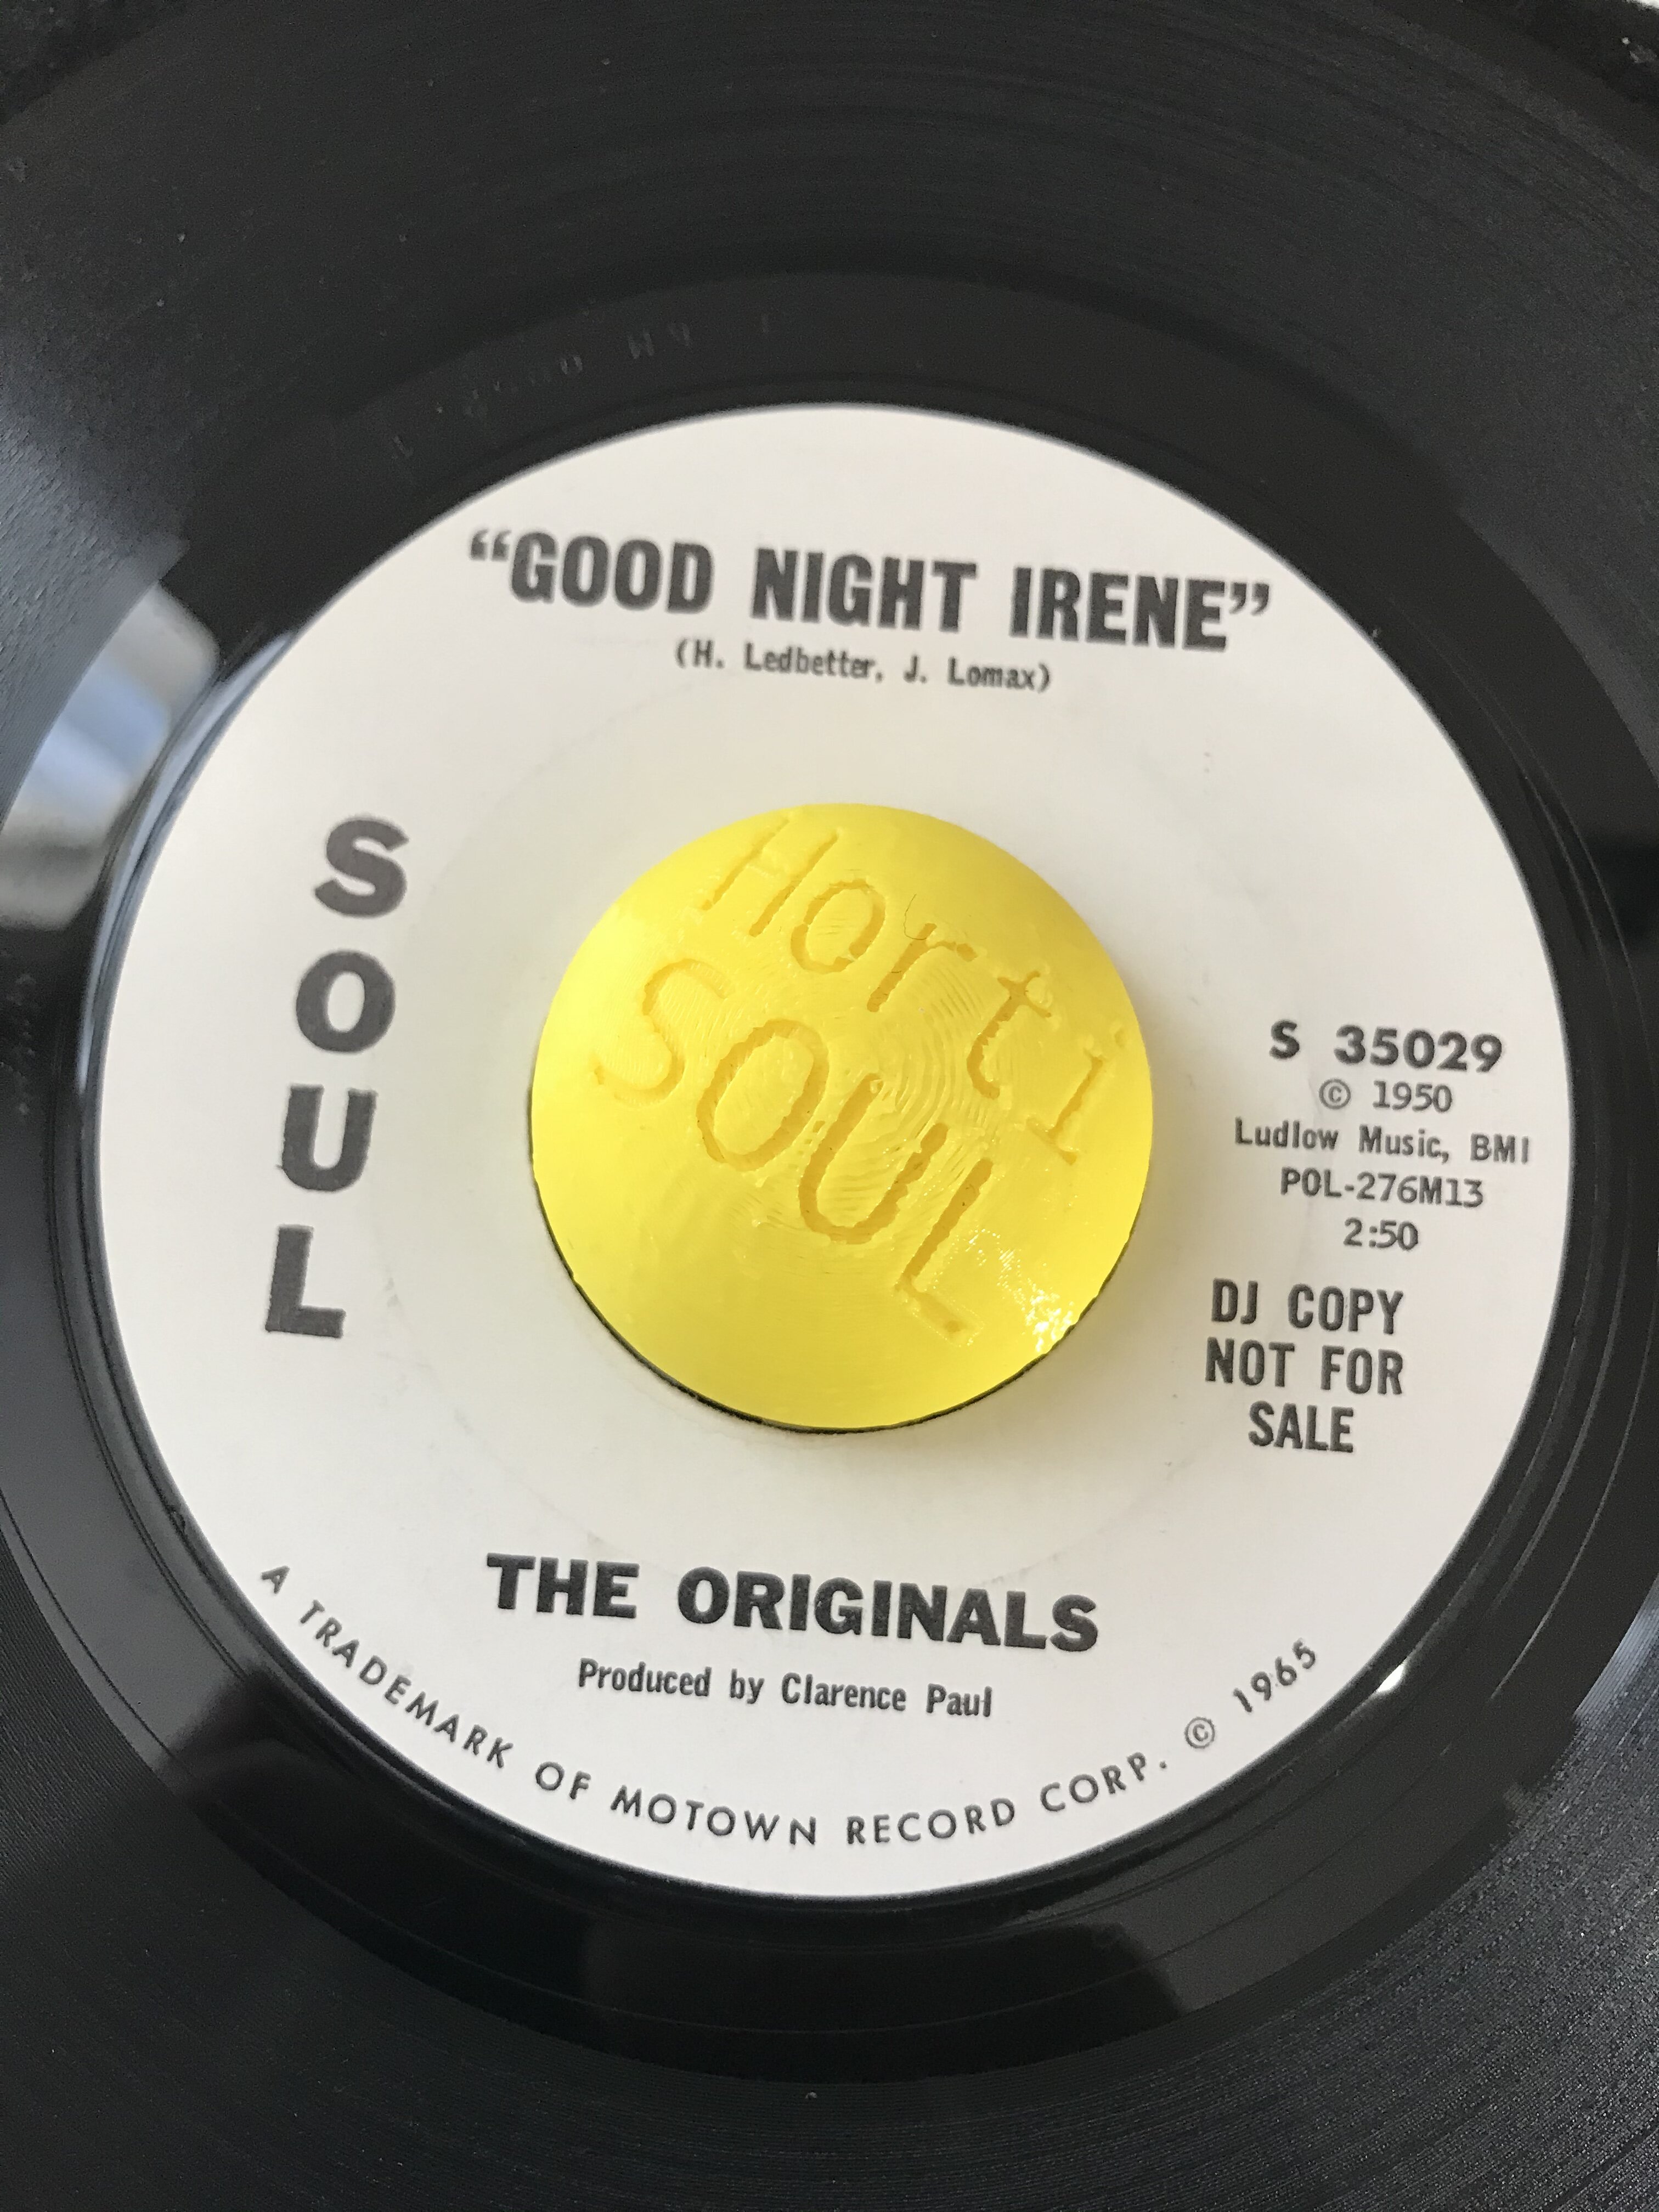 “GOOD NIGHT IRENE”
(H. Ledbetter, J. Lomax)
SOUL
Horti
SOUL
S 35029
© 1950
Ludlow Music, BMI
POL-276M13
2:50
DJ COPY
NOT FOR
SALE
THE ORIGINALS
Produced by Clarence Paul
A TRADEMARK OF MOTOWN RECORD CORP. © 1965